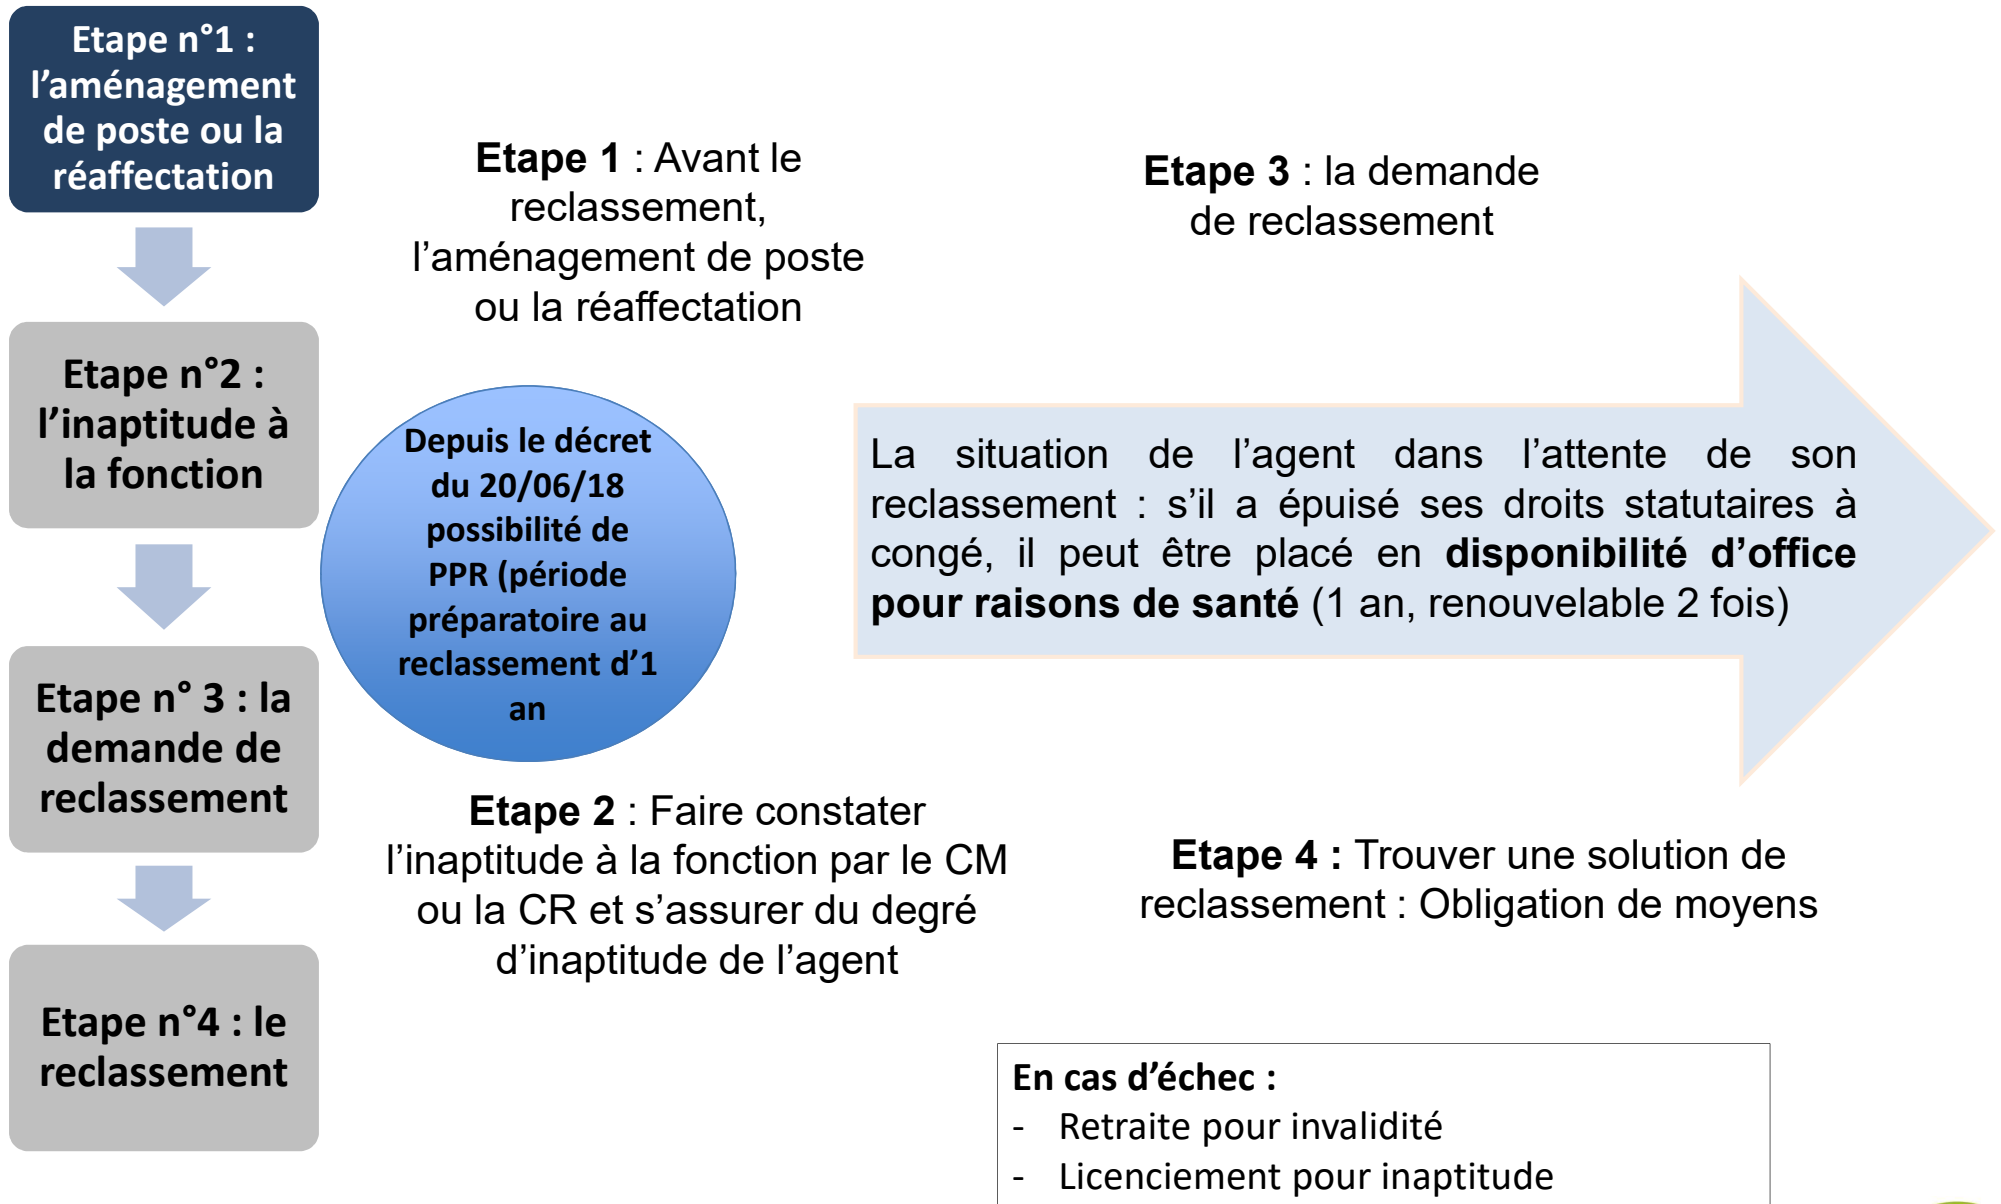 Etape n°1 :
l’aménagement
de poste ou la
réaffectation
Etape n°2 :
l’inaptitude à
la fonction
Etape n° 3 : la
demande de
reclassement
Etape n°4 : le
reclassement
Etape 1 : Avant le
reclassement,
l’aménagement de poste
ou la réaffectation
Depuis le décret
du 20/06/18
possibilité de
PPR (période
préparatoire au
reclassement d’1
an
Etape 2 : Faire constater
l’inaptitude à la fonction par le CM
ou la CR et s’assurer du degré
d’inaptitude de l’agent
Etape 3 : la demande
de reclassement
La situation de l’agent dans l’attente de son
reclassement : s’il a épuisé ses droits statutaires à
congé, il peut être placé en disponibilité d’office
pour raisons de santé (1 an, renouvelable 2 fois)
Etape 4 : Trouver une solution de
reclassement : Obligation de moyens
En cas d’échec :
- Retraite pour invalidité
- Licenciement pour inaptitude